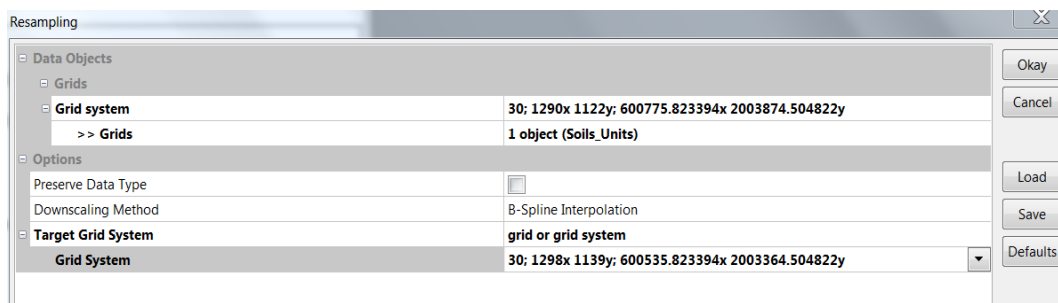 Resampling
Data Objects
Grids
Grid system 30; 1290x 1122y; 600775.823394x 2003874.504822y
>> Grids 1 object (Soils_Units)
Options
Preserve Data Type
Downscaling Method B-Spline Interpolation
Target Grid System grid or grid system
Grid System 30; 1298x 1139y; 600535.823394x 2003364.504822y
Okay
Cancel
Load
Save
Defaults